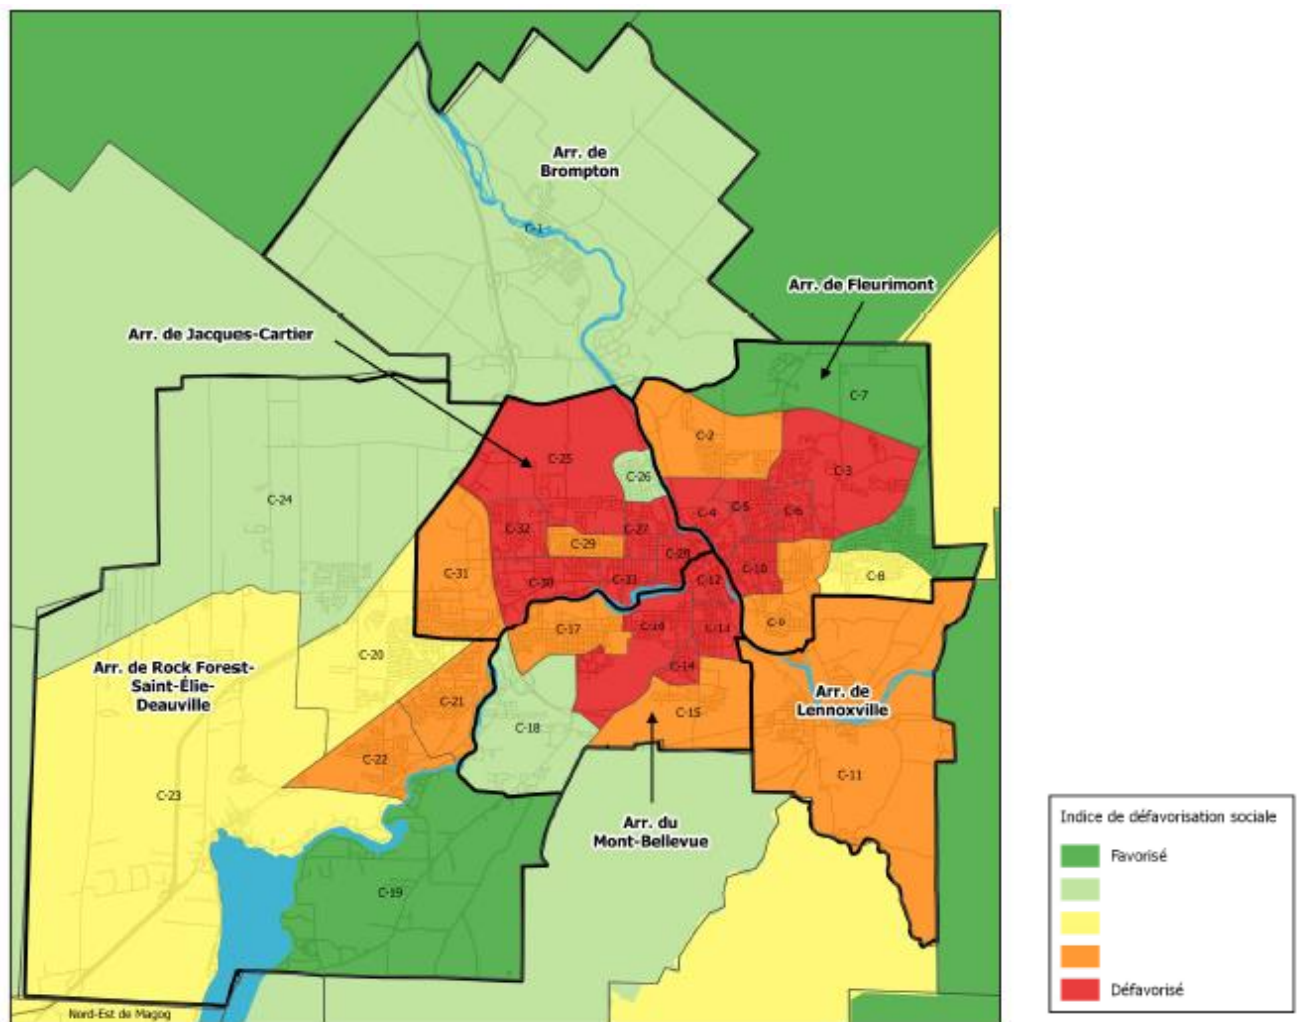 Arr. de
Brompton
C-1
Arr. de Fleurimont
Arr. de Jacques-Cartier
C-7
C-2
C-25
C-3
C-26
C-24
C-4
C-5
C-6
C-32
C-27
C-29
C-28
C-31
C-30
C-33
C-12
C-10
C-8
C-9
C-17
C-13
C-20
C-14
Arr. de Rock Forest-
Saint-Élie-
Deauville
C-21
Arr. de
Lennoxville
C-15
C-18
C-22
C-11
C-23
Arr. du
Mont-Bellevue
C-19
Nord-Est de Magog
Indice de défavorisation sociale
Favorisé
Défavorisé